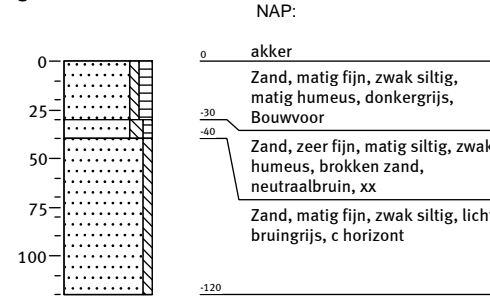 NAP:
0
0 akker
Zand, matig fijn, zwak siltig,
matig humeus, donkergrijs,
Bouwvoor
25
-30
-40
Zand, zeer fijn, matig siltig, zwak
humeus, brokken zand,
neutraalbruin, xx
50
75
Zand, matig fijn, zwak siltig,
bruingrijs, c horizont
100
-120